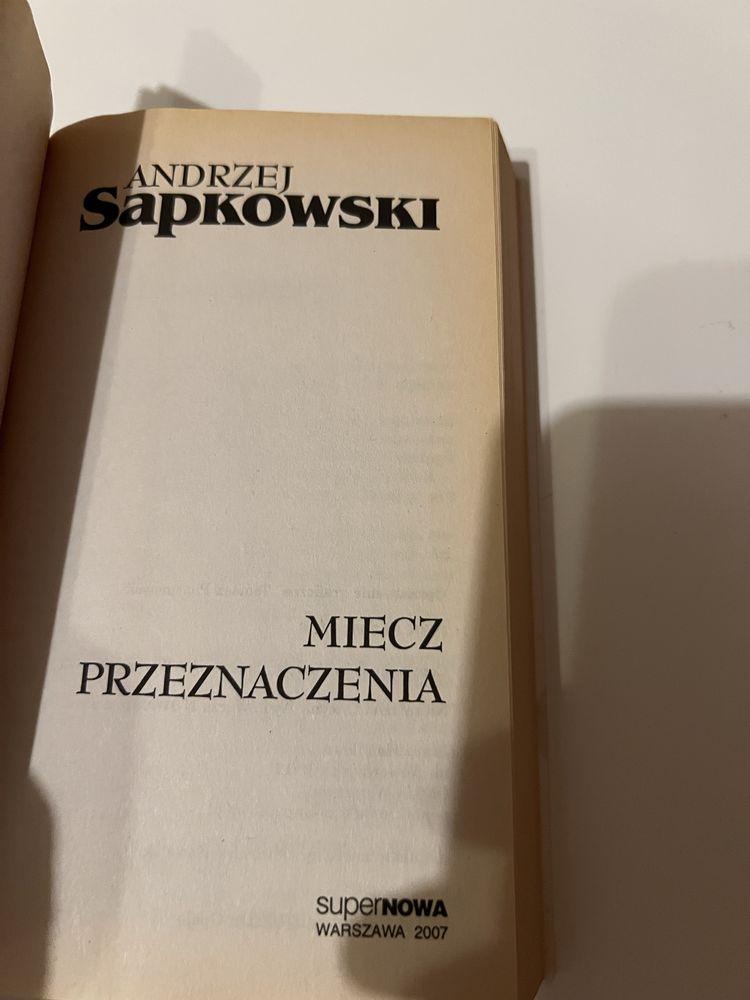 ANDRZEJ
SapKOWSKI
MIECZ
PRZEZNACZENIA
superNOWA
WARSZAWA 2007